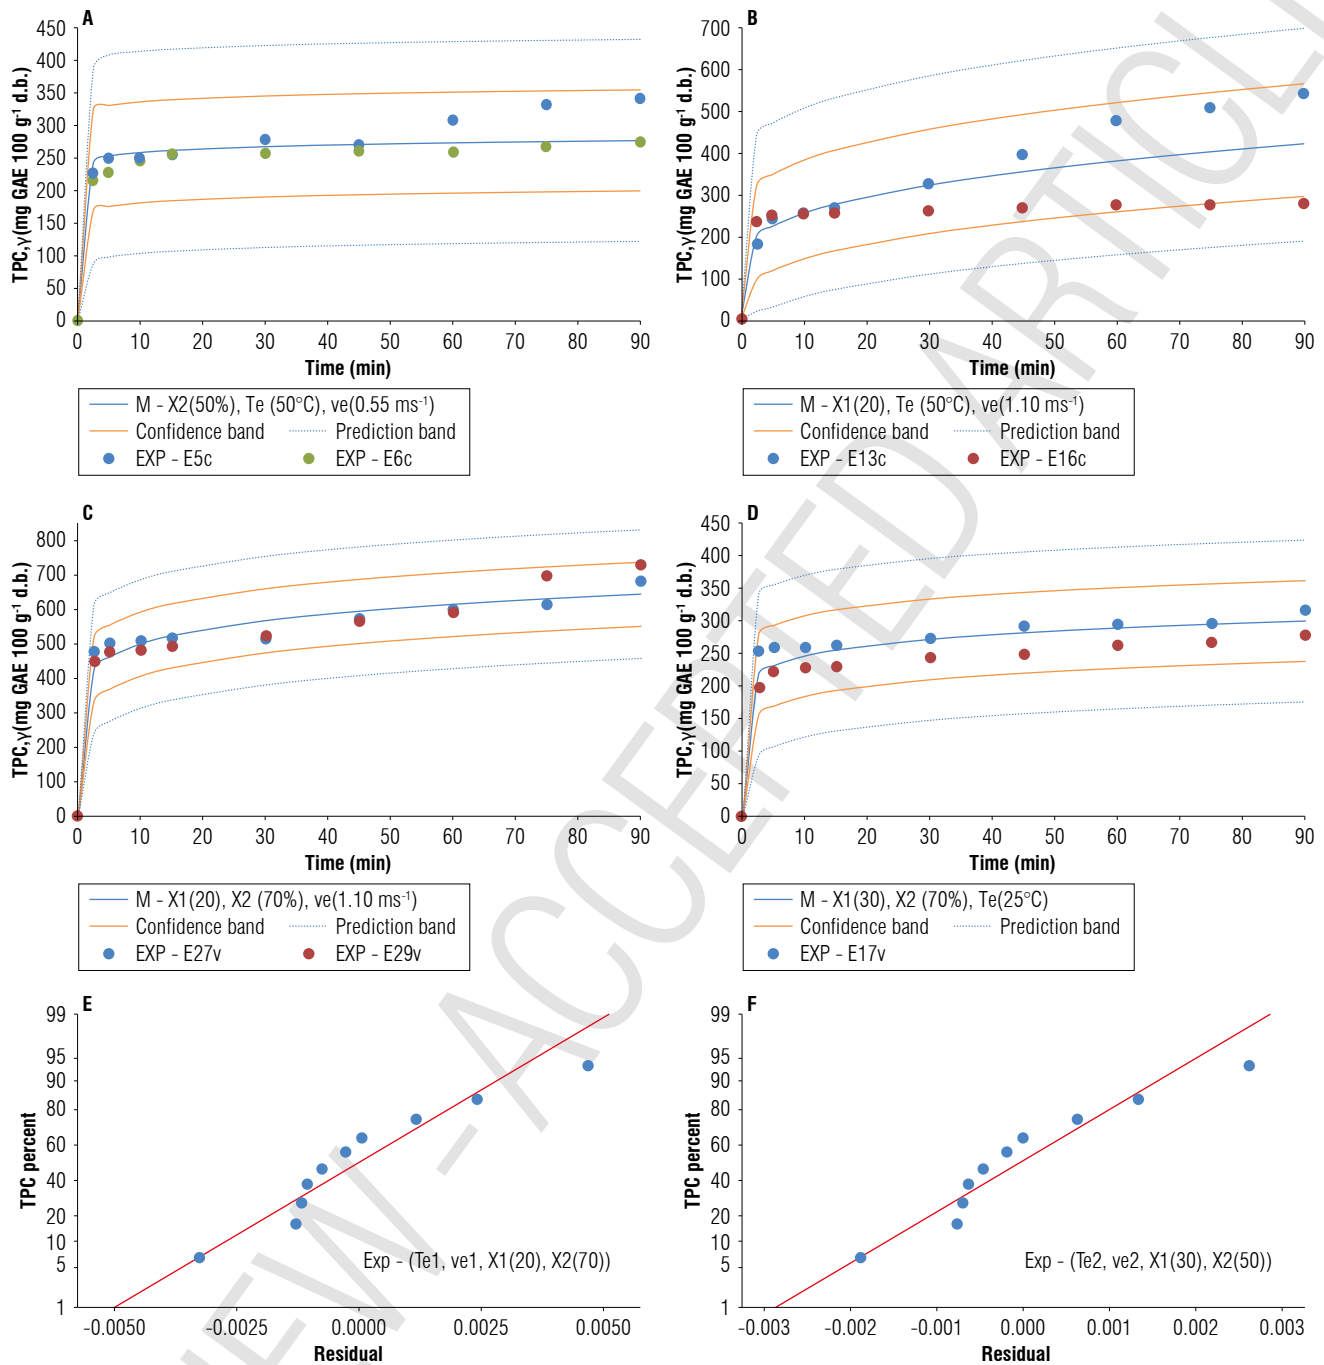 A
450
400
350
300
250
200
150
100
50
0
TPC,γ(mg GAE 100 g⁻¹ d.b.)
0 10 20 30 40 50 60 70 80 90
Time (min)
M - X2(50%), Te (50°C), ve(0.55 ms⁻¹)
Confidence band Prediction band
EXP - E5c EXP - E6c
B
700
600
500
400
300
200
100
0
TPC,γ(mg GAE 100 g⁻¹ d.b.)
0 10 20 30 40 50 60 70 80 90
Time (min)
M - X1(20), Te (50°C), ve(1.10 ms⁻¹)
Confidence band Prediction band
EXP - E13c EXP - E16c
C
800
700
600
500
400
300
200
100
0
TPC,γ(mg GAE 100 g⁻¹ d.b.)
0 10 20 30 40 50 60 70 80 90
Time (min)
M - X1(20), X2 (70%), ve(1.10 ms⁻¹)
Confidence band Prediction band
EXP - E27v EXP - E29v
D
450
400
350
300
250
200
150
100
50
0
TPC,γ(mg GAE 100 g⁻¹ d.b.)
0 10 20 30 40 50 60 70 80 90
Time (min)
M - X1(30), X2 (70%), Te(25°C)
Confidence band Prediction band
EXP - E17v
E
99
95
90
80
60
40
20
10
5
1
TPC percent
Exp - (Te1, ve1, X1(20), X2(70))
-0.0050 -0.0025 0.0000 0.0025 0.0050
Residual
F
99
95
90
80
60
40
20
10
5
1
TPC percent
Exp - (Te2, ve2, X1(30), X2(50))
-0.003 -0.002 -0.001 0.000 0.001 0.002 0.003
Residual
EW - ACCEPTED ARTICL